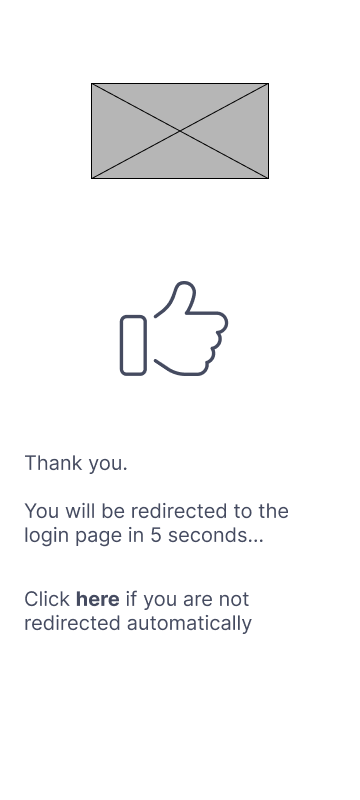 Thank you.
You will be redirected to the
login page in 5 seconds...
Click here if you are not
redirected automatically